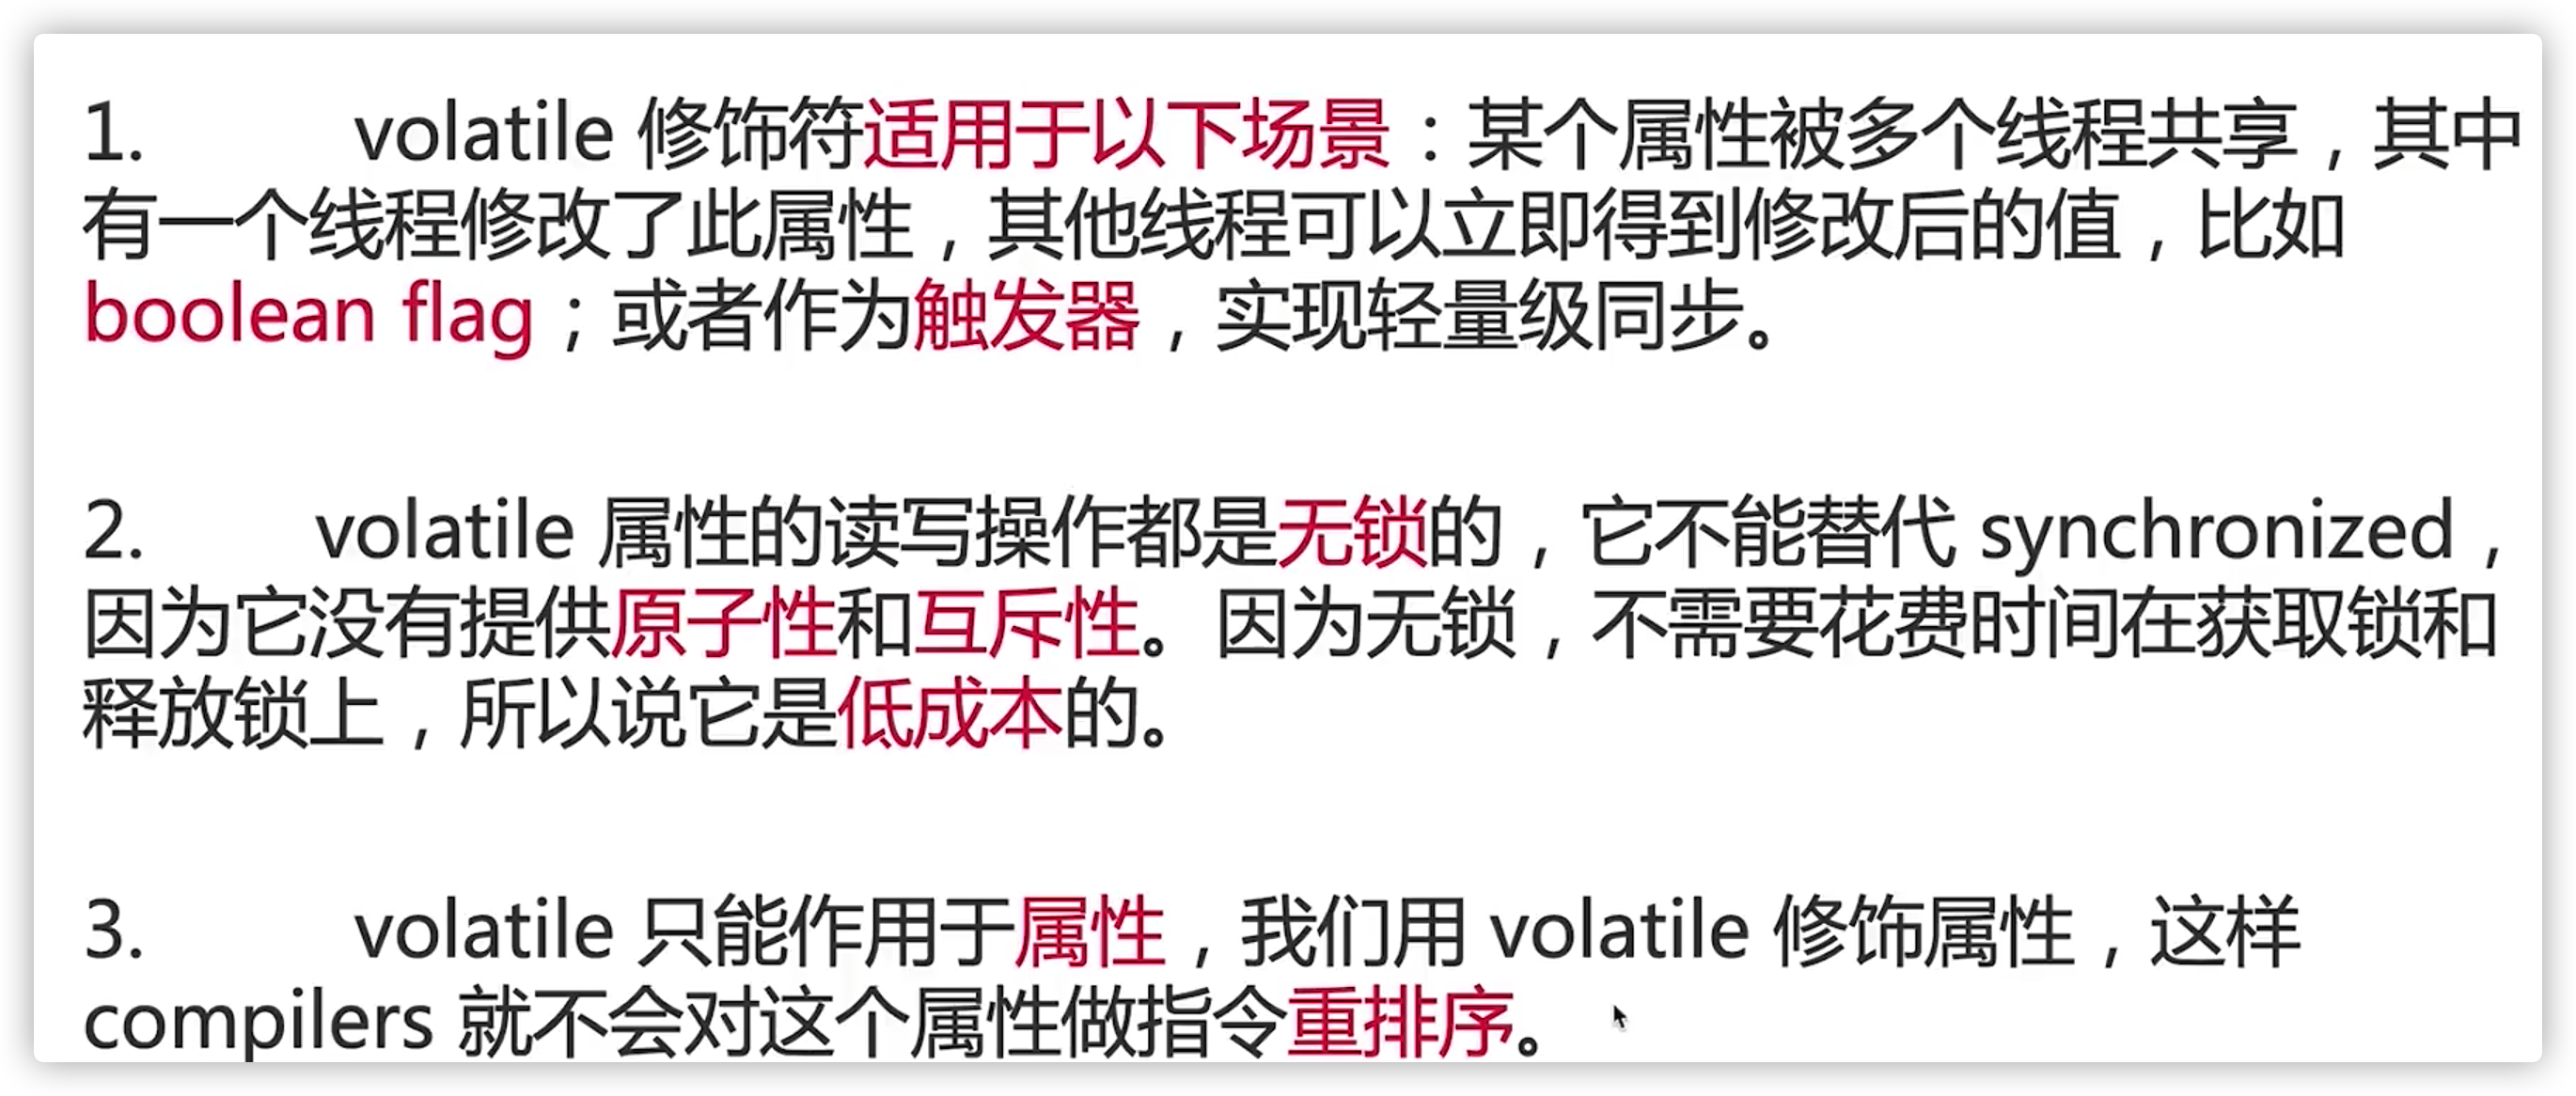 1. volatile 修饰符适用于以下场景：某个属性被多个线程共享，其中
有一个线程修改了此属性，其他线程可以立即得到修改后的值，比如
boolean flag；或者作为触发器，实现轻量级同步。
2. volatile 属性的读写操作都是无锁的，它不能替代 synchronized，
因为它没有提供原子性和互斥性。因为无锁，不需要花费时间在获取锁和
释放锁上，所以说它是低成本的。
3. volatile 只能作用于属性，我们用 volatile 修饰属性，这样
compilers 就不会对这个属性做指令重排序。